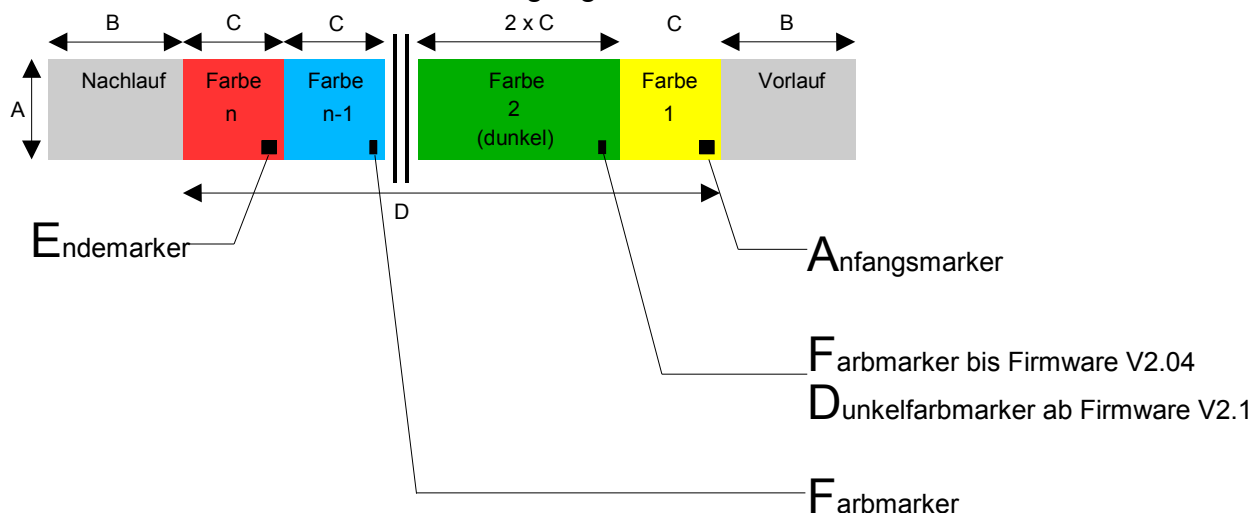 B C C 2 x C C B
A
Nachlauf Farbe Farbe Farbe Farbe Vorlauf
n n-1 2 1
(dunkel)
D
Endemarker
Anfangsmarker
Farbmarker bis Firmware V2.04
Dunkelfarbmarker ab Firmware V2.1
Farbmarker